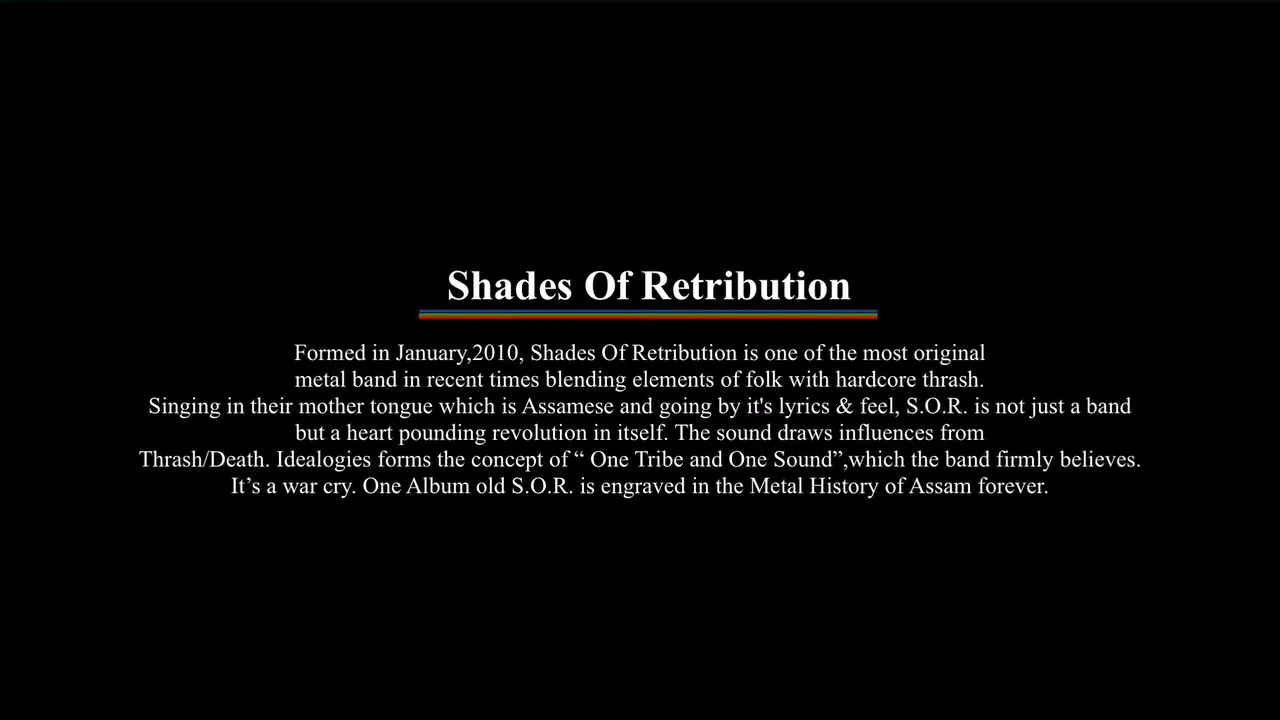 Shades Of Retribution
Formed in January,2010, Shades Of Retribution is one of the most original
metal band in recent times blending elements of folk with hardcore thrash.
Singing in their mother tongue which is Assamese and going by it's lyrics & feel, S.O.R. is not just a band
but a heart pounding revolution in itself. The sound draws influences from
Thrash/Death. Idealogies forms the concept of “ One Tribe and One Sound”,which the band firmly believes.
It’s a war cry. One Album old S.O.R. is engraved in the Metal History of Assam forever.